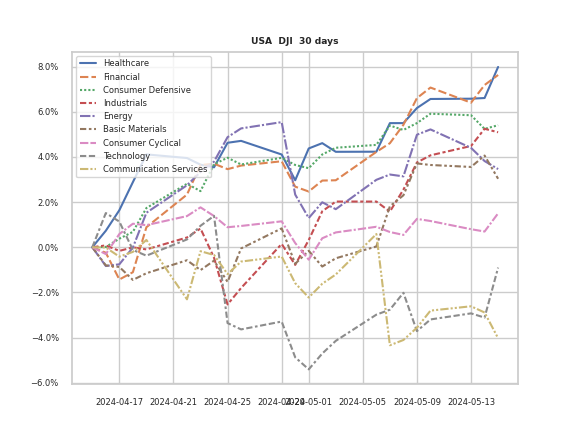 USA DJI 30 days
Healthcare
Financial
Consumer Defensive
Industrials
Energy
Basic Materials
Consumer Cyclical
Technology
Communication Services
8.0%
6.0%
4.0%
2.0%
0.0%
−2.0%
−4.0%
−6.0%
2024-04-17
2024-04-21
2024-04-25
2024-04-29
2024-05-01
2024-05-05
2024-05-09
2024-05-13